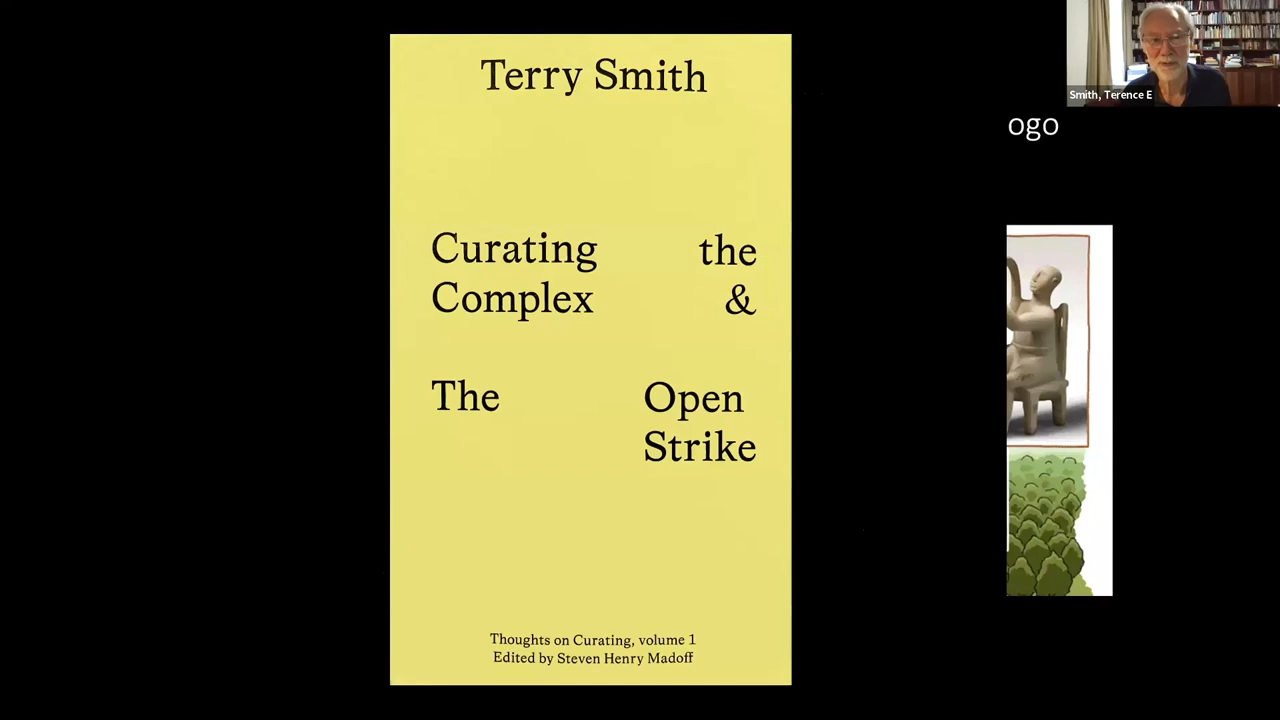 Terry Smith
Curating the
Complex &
The Open
Strike
Thoughts on Curating, volume 1
Edited by Steven Henry Madoff
Smith, Terence E
ogo